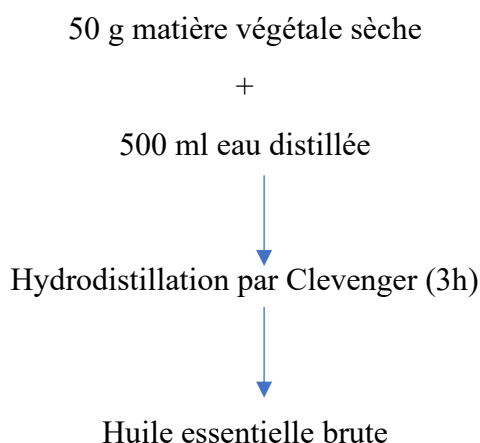 50 g matière végétale sèche
+
500 ml eau distillée
Hydrodistillation par Clevenger (3h)
Huile essentielle brute